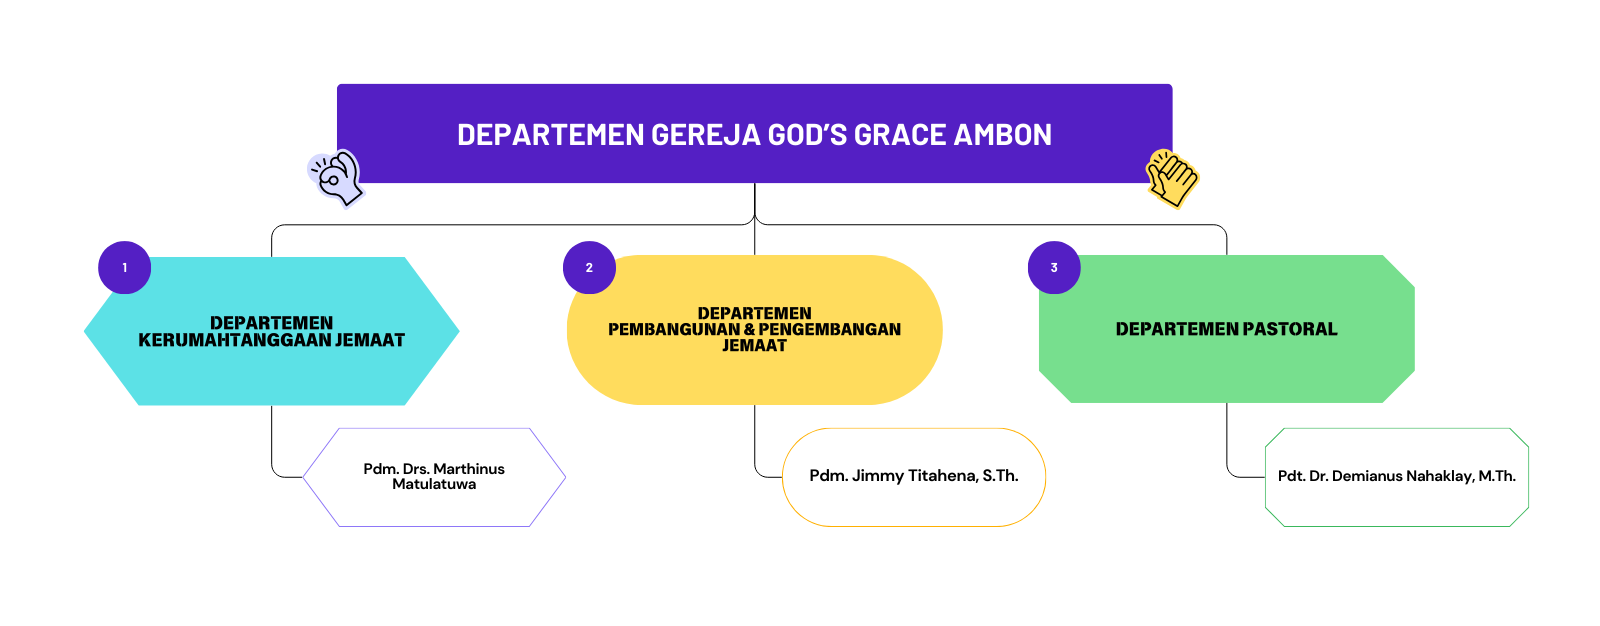 DEPARTEMEN GEREJA GOD'S GRACE AMBON
1
DEPARTEMEN
KERUMAHTANGGAAN JEMAAT
Pdm. Drs. Marthinus
Matulatuwa
2
DEPARTEMEN
PEMBANGUNAN & PENGEMBANGAN
JEMAAT
Pdm. Jimmy Titahena, S.Th.
3
DEPARTEMEN PASTORAL
Pdt. Dr. Demianus Nahaklay, M.Th.